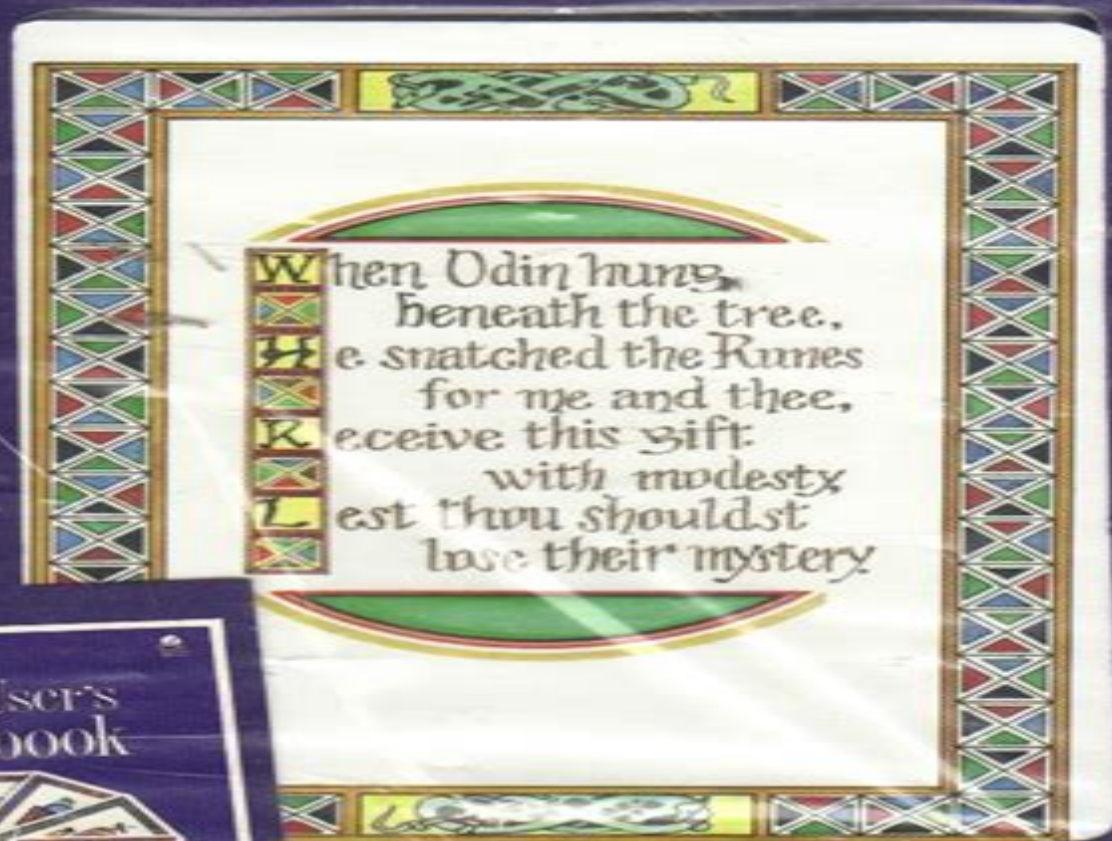 When Odin hung,
beneath the tree,
He snatched the Runes
for me and thee,
Receive this gift
with modesty,
Lest thou shouldst
lose their mystery
User's
book